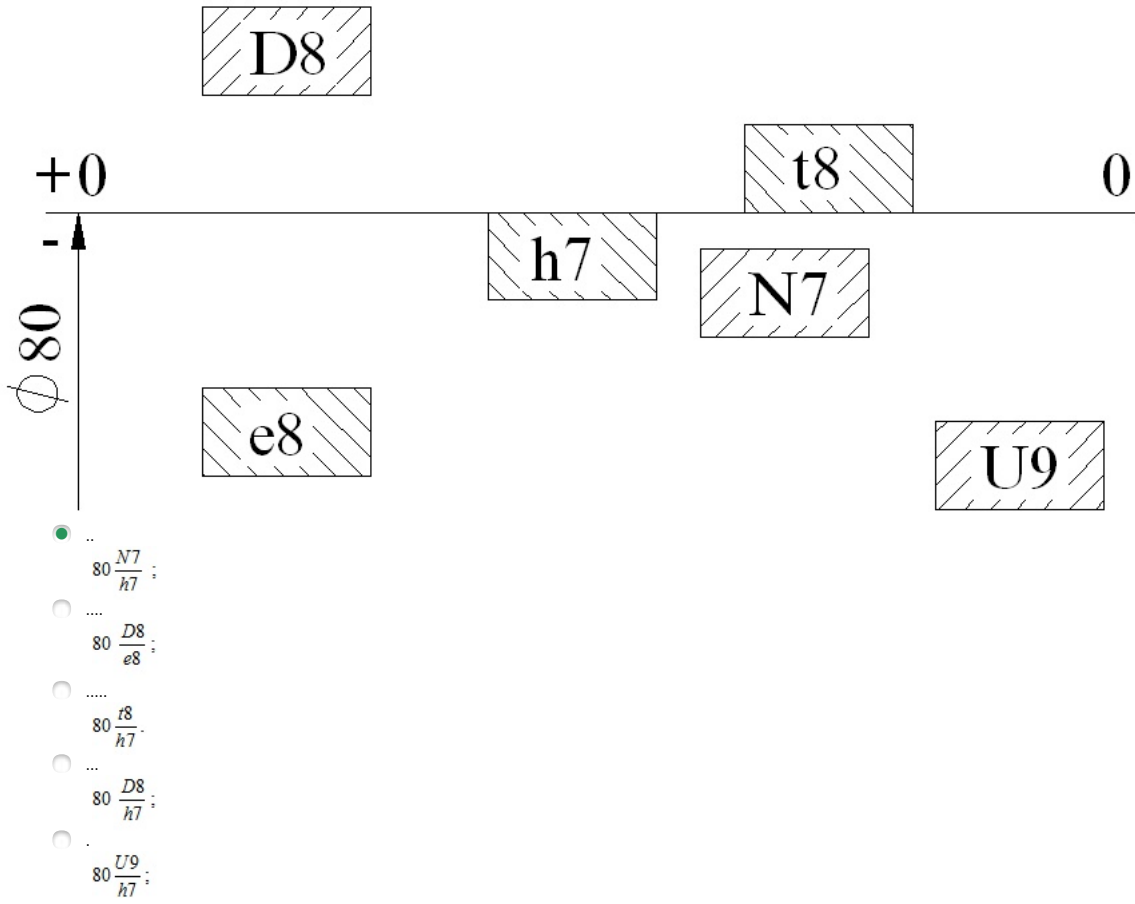 D8
t8
+0
0
-
h7
N7
⌀80
e8
U9
..
80 N7/h7 ;
....
80 D8/e8 ;
.....
80 t8/h7 .
...
80 D8/h7 ;
.
80 U9/h7 ;